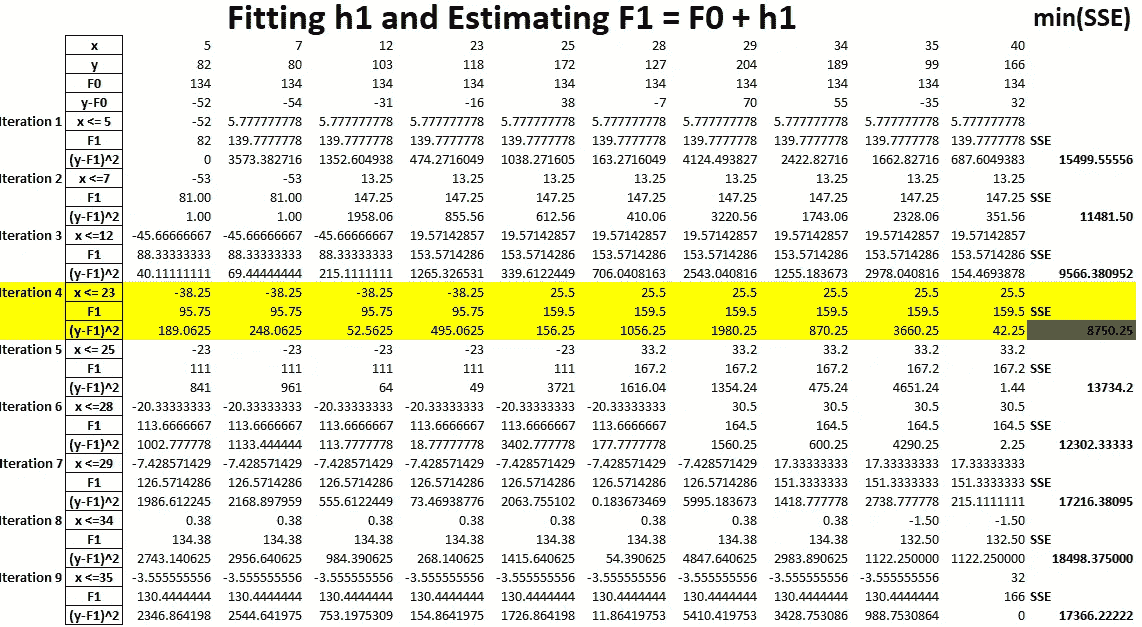 Fitting h1 and Estimating F1 = F0 + h1 min(SSE)
x 5 7 12 23 25 28 29 34 35 40
y 82 80 103 118 172 127 204 189 99 166
F0 134 134 134 134 134 134 134 134 134 134
y-F0 -52 -54 -31 -16 38 -7 70 55 -35 32
Iteration 1 x <= 5 -52 5.777777778 5.777777778 5.777777778 5.777777778 5.777777778 5.777777778 5.777777778 5.777777778 5.777777778
F1 82 139.7777778 139.7777778 139.7777778 139.7777778 139.7777778 139.7777778 139.7777778 139.7777778 139.7777778 SSE
(y-F1)^2 0 3573.382716 1352.604938 474.2716049 1038.271605 163.2716049 4124.493827 2422.82716 1662.82716 687.6049383 15499.55556
Iteration 2 x <=7 -53 -53 13.25 13.25 13.25 13.25 13.25 13.25 13.25 13.25
F1 81.00 81.00 147.25 147.25 147.25 147.25 147.25 147.25 147.25 147.25 SSE
(y-F1)^2 1.00 1.00 1958.06 855.56 612.56 410.06 3220.56 1743.06 2328.06 351.56 11481.50
Iteration 3 x <=12 -45.66666667 -45.66666667 -45.66666667 19.57142857 19.57142857 19.57142857 19.57142857 19.57142857 19.57142857 19.57142857
F1 88.33333333 88.33333333 88.33333333 153.5714286 153.5714286 153.5714286 153.5714286 153.5714286 153.5714286 153.5714286 SSE
(y-F1)^2 40.11111111 69.44444444 215.1111111 1265.326531 339.6122449 706.0408163 2543.040816 1255.183673 2978.040816 154.4693878 9566.380952
Iteration 4 x <= 23 -38.25 -38.25 -38.25 -38.25 25.5 25.5 25.5 25.5 25.5 25.5
F1 95.75 95.75 95.75 95.75 159.5 159.5 159.5 159.5 159.5 159.5 SSE
(y-F1)^2 189.0625 248.0625 52.5625 495.0625 156.25 1056.25 1980.25 870.25 3660.25 42.25 8750.25
Iteration 5 x <= 25 -23 -23 -23 -23 -23 33.2 33.2 33.2 33.2 33.2
F1 111 111 111 111 111 167.2 167.2 167.2 167.2 167.2 SSE
(y-F1)^2 841 961 64 49 3721 1616.04 1354.24 475.24 4651.24 1.44 13734.2
Iteration 6 x <=28 -20.33333333 -20.33333333 -20.33333333 -20.33333333 -20.33333333 -20.33333333 30.5 30.5 30.5 30.5
F1 113.6666667 113.6666667 113.6666667 113.6666667 113.6666667 113.6666667 164.5 164.5 164.5 164.5 SSE
(y-F1)^2 1002.777778 1133.444444 113.7777778 18.77777778 3402.777778 177.7777778 1560.25 600.25 4290.25 2.25 12302.33333
Iteration 7 x <=29 -7.428571429 -7.428571429 -7.428571429 -7.428571429 -7.428571429 -7.428571429 -7.428571429 17.33333333 17.33333333 17.33333333
F1 126.5714286 126.5714286 126.5714286 126.5714286 126.5714286 126.5714286 126.5714286 151.3333333 151.3333333 151.3333333 SSE
(y-F1)^2 1986.612245 2168.897959 555.6122449 73.46938776 2063.755102 0.183673469 5995.183673 1418.777778 2738.777778 215.1111111 17216.38095
Iteration 8 x <=34 0.38 0.38 0.38 0.38 0.38 0.38 0.38 0.38 -1.50 -1.50
F1 134.38 134.38 134.38 134.38 134.38 134.38 134.38 134.38 132.50 132.50 SSE
(y-F1)^2 2743.140625 2956.640625 984.390625 268.140625 1415.640625 54.390625 4847.640625 2983.890625 1122.250000 1122.250000 18498.375000
Iteration 9 x <=35 -3.555555556 -3.555555556 -3.555555556 -3.555555556 -3.555555556 -3.555555556 -3.555555556 -3.555555556 -3.555555556 32
F1 130.4444444 130.4444444 130.4444444 130.4444444 130.4444444 130.4444444 130.4444444 130.4444444 130.4444444 166 SSE
(y-F1)^2 2346.864198 2544.641975 753.1975309 154.8641975 1726.864198 11.86419753 5410.419753 3428.753086 988.7530864 0 17366.22222